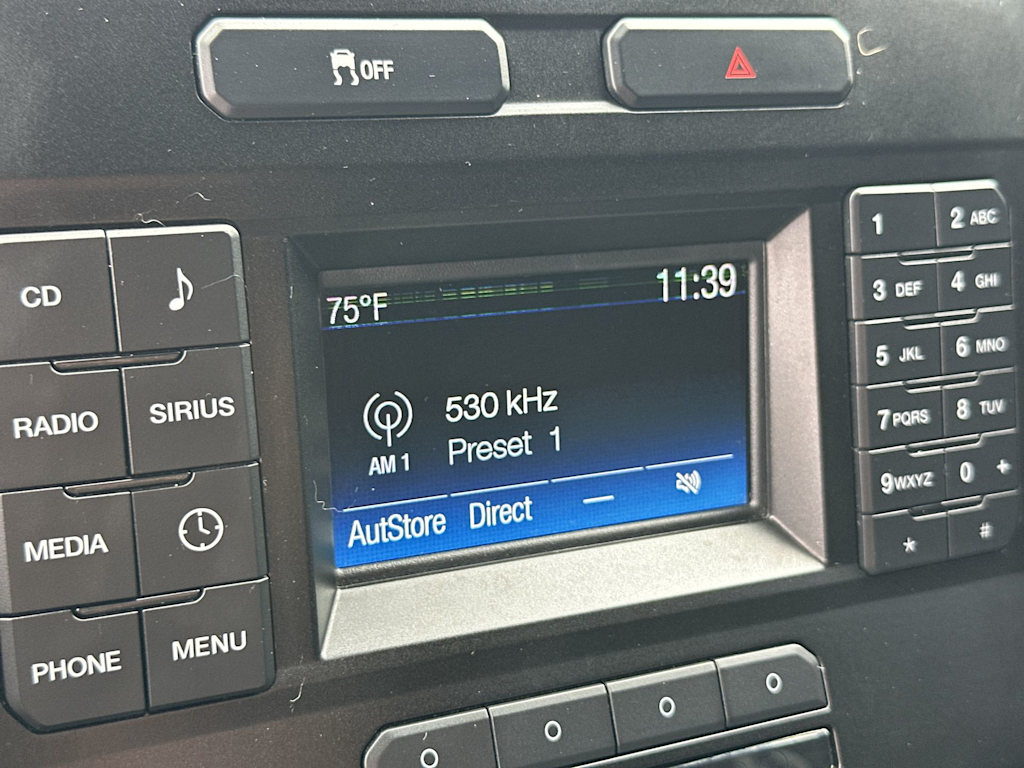 OFF
CD
RADIO
SIRIUS
MEDIA
PHONE
MENU
75°F
11:39
530 kHz
AM 1
Preset 1
AutStore
Direct
1
2 ABC
3 DEF
4 GHI
5 JKL
6 MNO
7 PQRS
8 TUV
9 WXYZ
0 +
*
#